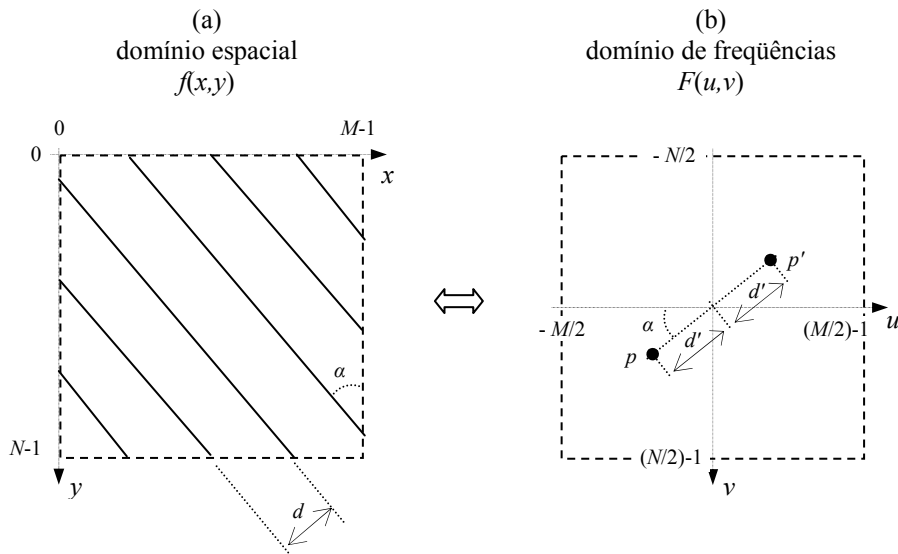 (a)
domínio espacial
f(x,y)
0
M-1
0
x
α
N-1
y
d
(b)
domínio de freqüências
F(u,v)
- N/2
p'
d'
- M/2
α
(M/2)-1
u
d'
p
(N/2)-1
v